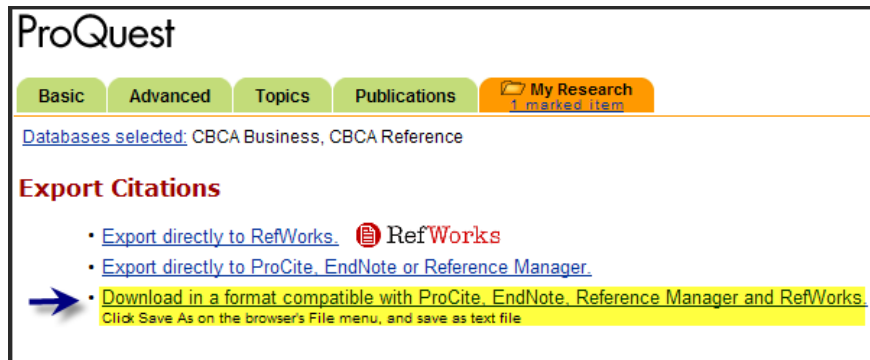 ProQuest
Basic Advanced Topics Publications My Research
1 marked item
Databases selected: CBCA Business, CBCA Reference
Export Citations
• Export directly to RefWorks. RefWorks
• Export directly to ProCite, EndNote or Reference Manager.
• Download in a format compatible with ProCite, EndNote, Reference Manager and RefWorks.
Click Save As on the browser's File menu, and save as text file